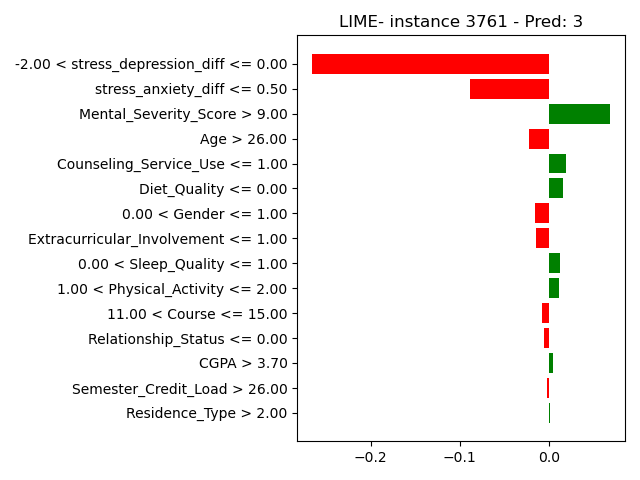 LIME- instance 3761 - Pred: 3
-2.00 < stress_depression_diff <= 0.00
stress_anxiety_diff <= 0.50
Mental_Severity_Score > 9.00
Age > 26.00
Counseling_Service_Use <= 1.00
Diet_Quality <= 0.00
0.00 < Gender <= 1.00
Extracurricular_Involvement <= 1.00
0.00 < Sleep_Quality <= 1.00
1.00 < Physical_Activity <= 2.00
11.00 < Course <= 15.00
Relationship_Status <= 0.00
CGPA > 3.70
Semester_Credit_Load > 26.00
Residence_Type > 2.00
−0.2 −0.1 0.0